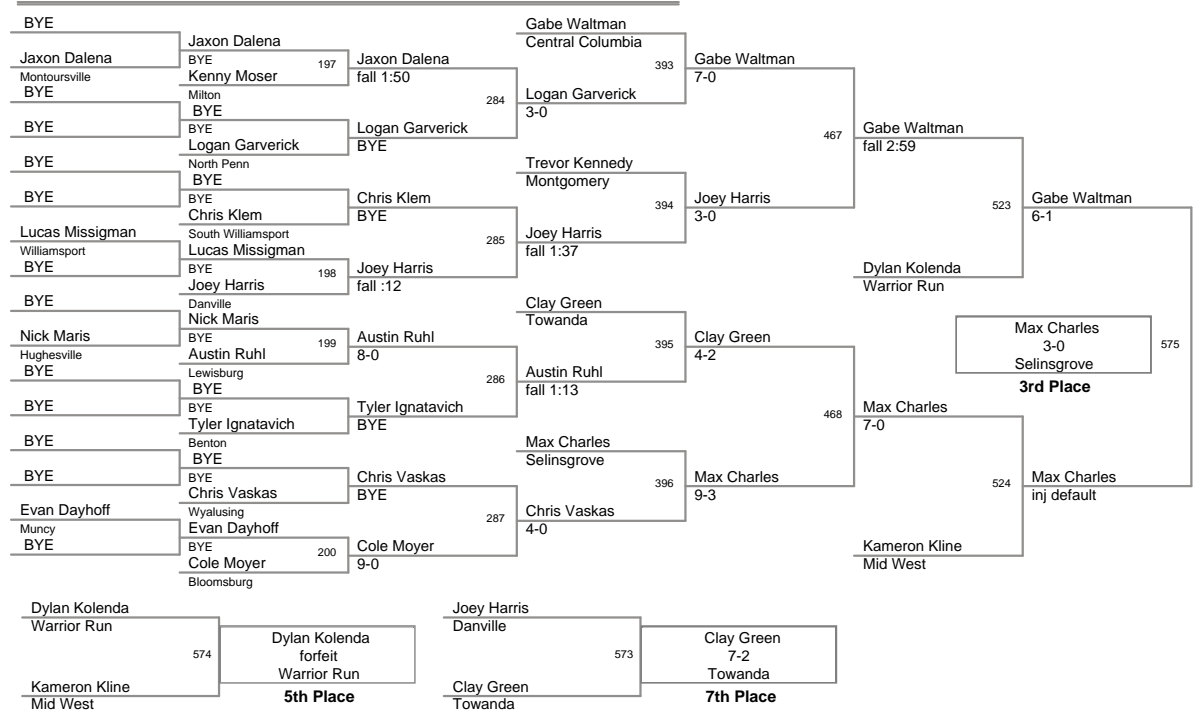 BYE
Jaxon Dalena
Montoursville
BYE
BYE
BYE
BYE
Lucas Missigman
Williamsport
BYE
BYE
Nick Maris
Hughesville
BYE
BYE
BYE
BYE
Evan Dayhoff
Muncy
BYE
Jaxon Dalena
BYE
197
Kenny Moser
Milton
BYE
BYE
Logan Garverick
North Penn
BYE
BYE
Chris Klem
South Williamsport
Lucas Missigman
BYE
198
Joey Harris
Danville
Nick Maris
BYE
199
Austin Ruhl
Lewisburg
BYE
BYE
Tyler Ignatavich
Benton
BYE
BYE
Chris Vaskas
Wyalusing
Evan Dayhoff
BYE
200
Cole Moyer
Bloomsburg
Jaxon Dalena
fall 1:50
284
Logan Garverick
BYE
Chris Klem
BYE
285
Joey Harris
fall :12
Austin Ruhl
8-0
286
Tyler Ignatavich
BYE
Chris Vaskas
BYE
287
Cole Moyer
9-0
Gabe Waltman
Central Columbia
393
Logan Garverick
3-0
Trevor Kennedy
Montgomery
394
Joey Harris
fall 1:37
Clay Green
Towanda
395
Austin Ruhl
fall 1:13
Max Charles
Selinsgrove
396
Chris Vaskas
4-0
Gabe Waltman
7-0
467
Joey Harris
3-0
Clay Green
4-2
468
Max Charles
9-3
Gabe Waltman
fall 2:59
523
Dylan Kolenda
Warrior Run
Max Charles
7-0
524
Kameron Kline
Mid West
Gabe Waltman
6-1
Max Charles
3-0
Selinsgrove
575
3rd Place
Max Charles
inj default
Dylan Kolenda
Warrior Run
574
Kameron Kline
Mid West
Dylan Kolenda
forfeit
Warrior Run
5th Place
Joey Harris
Danville
573
Clay Green
Towanda
Clay Green
7-2
Towanda
7th Place